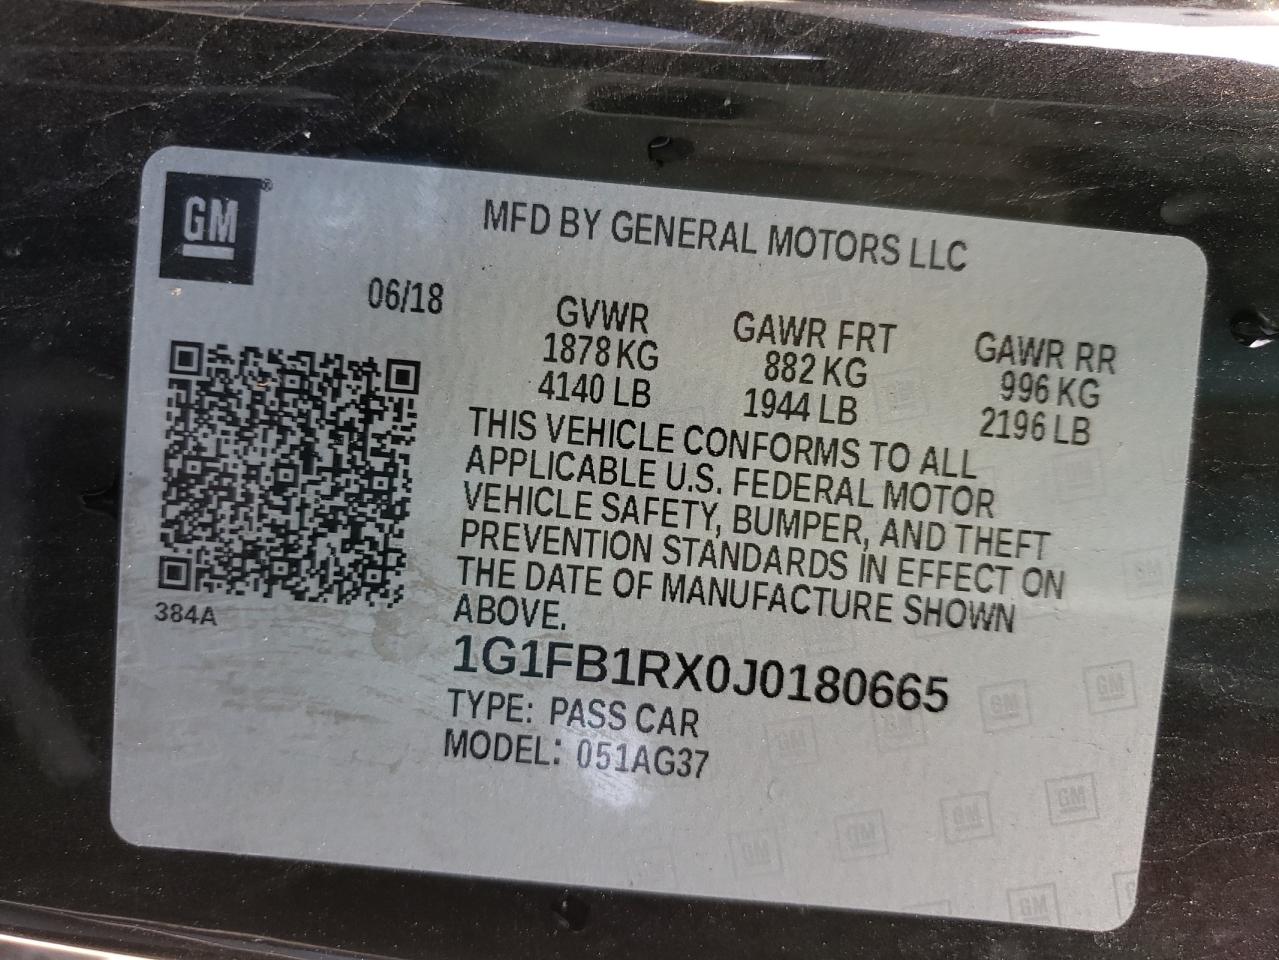 GM
MFD BY GENERAL MOTORS LLC
06/18
GVWR
1878 KG
4140 LB
GAWR FRT
882 KG
1944 LB
GAWR RR
996 KG
2196 LB
THIS VEHICLE CONFORMS TO ALL
APPLICABLE U.S. FEDERAL MOTOR
VEHICLE SAFETY, BUMPER, AND THEFT
PREVENTION STANDARDS IN EFFECT ON
THE DATE OF MANUFACTURE SHOWN
ABOVE.
384A
1G1FB1RX0J0180665
TYPE: PASS CAR
MODEL: 051AG37